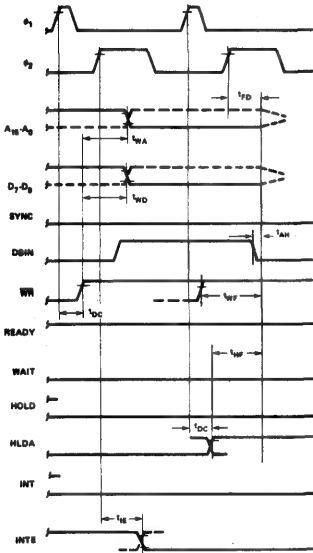 φ1
φ2
tFD
A15-A0
tWA
D7-D0
tWD
SYNC
tAH
DBIN
WR
tWF
tDC
READY
tHF
WAIT
HOLD
tDC
HLDA
INT
tIE
INTE